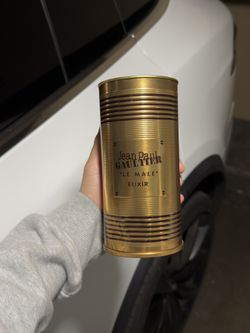 Jean Paul
GAULTIER
"LE MALE"
ELIXIR